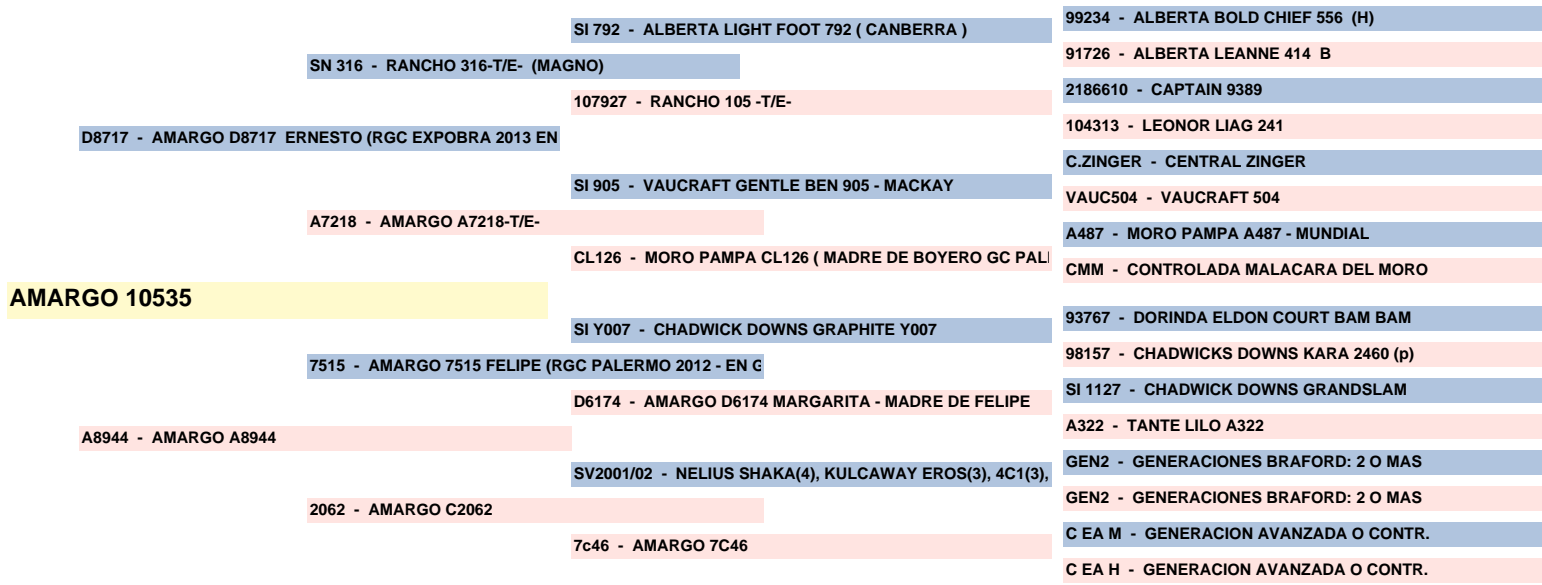 99234 - ALBERTA BOLD CHIEF 556 (H)
SI 792 - ALBERTA LIGHT FOOT 792 ( CANBERRA )
91726 - ALBERTA LEANNE 414 B
SN 316 - RANCHO 316-T/E- (MAGNO)
2186610 - CAPTAIN 9389
107927 - RANCHO 105 -T/E-
104313 - LEONOR LIAG 241
D8717 - AMARGO D8717 ERNESTO (RGC EXPOBRA 2013 EN
C.ZINGER - CENTRAL ZINGER
SI 905 - VAUCRAFT GENTLE BEN 905 - MACKAY
VAUC504 - VAUCRAFT 504
A7218 - AMARGO A7218-T/E-
A487 - MORO PAMPA A487 - MUNDIAL
CL126 - MORO PAMPA CL126 ( MADRE DE BOYERO GC PAL
CMM - CONTROLADA MALACARA DEL MORO
AMARGO 10535
93767 - DORINDA ELDON COURT BAM BAM
SI Y007 - CHADWICK DOWNS GRAPHITE Y007
98157 - CHADWICKS DOWNS KARA 2460 (p)
7515 - AMARGO 7515 FELIPE (RGC PALERMO 2012 - EN G
SI 1127 - CHADWICK DOWNS GRANDSLAM
D6174 - AMARGO D6174 MARGARITA - MADRE DE FELIPE
A322 - TANTE LILO A322
A8944 - AMARGO A8944
GEN2 - GENERACIONES BRAFORD: 2 O MAS
SV2001/02 - NELIUS SHAKA(4), KULCAWAY EROS(3), 4C1(3),
GEN2 - GENERACIONES BRAFORD: 2 O MAS
2062 - AMARGO C2062
C EA M - GENERACION AVANZADA O CONTR.
7c46 - AMARGO 7C46
C EA H - GENERACION AVANZADA O CONTR.